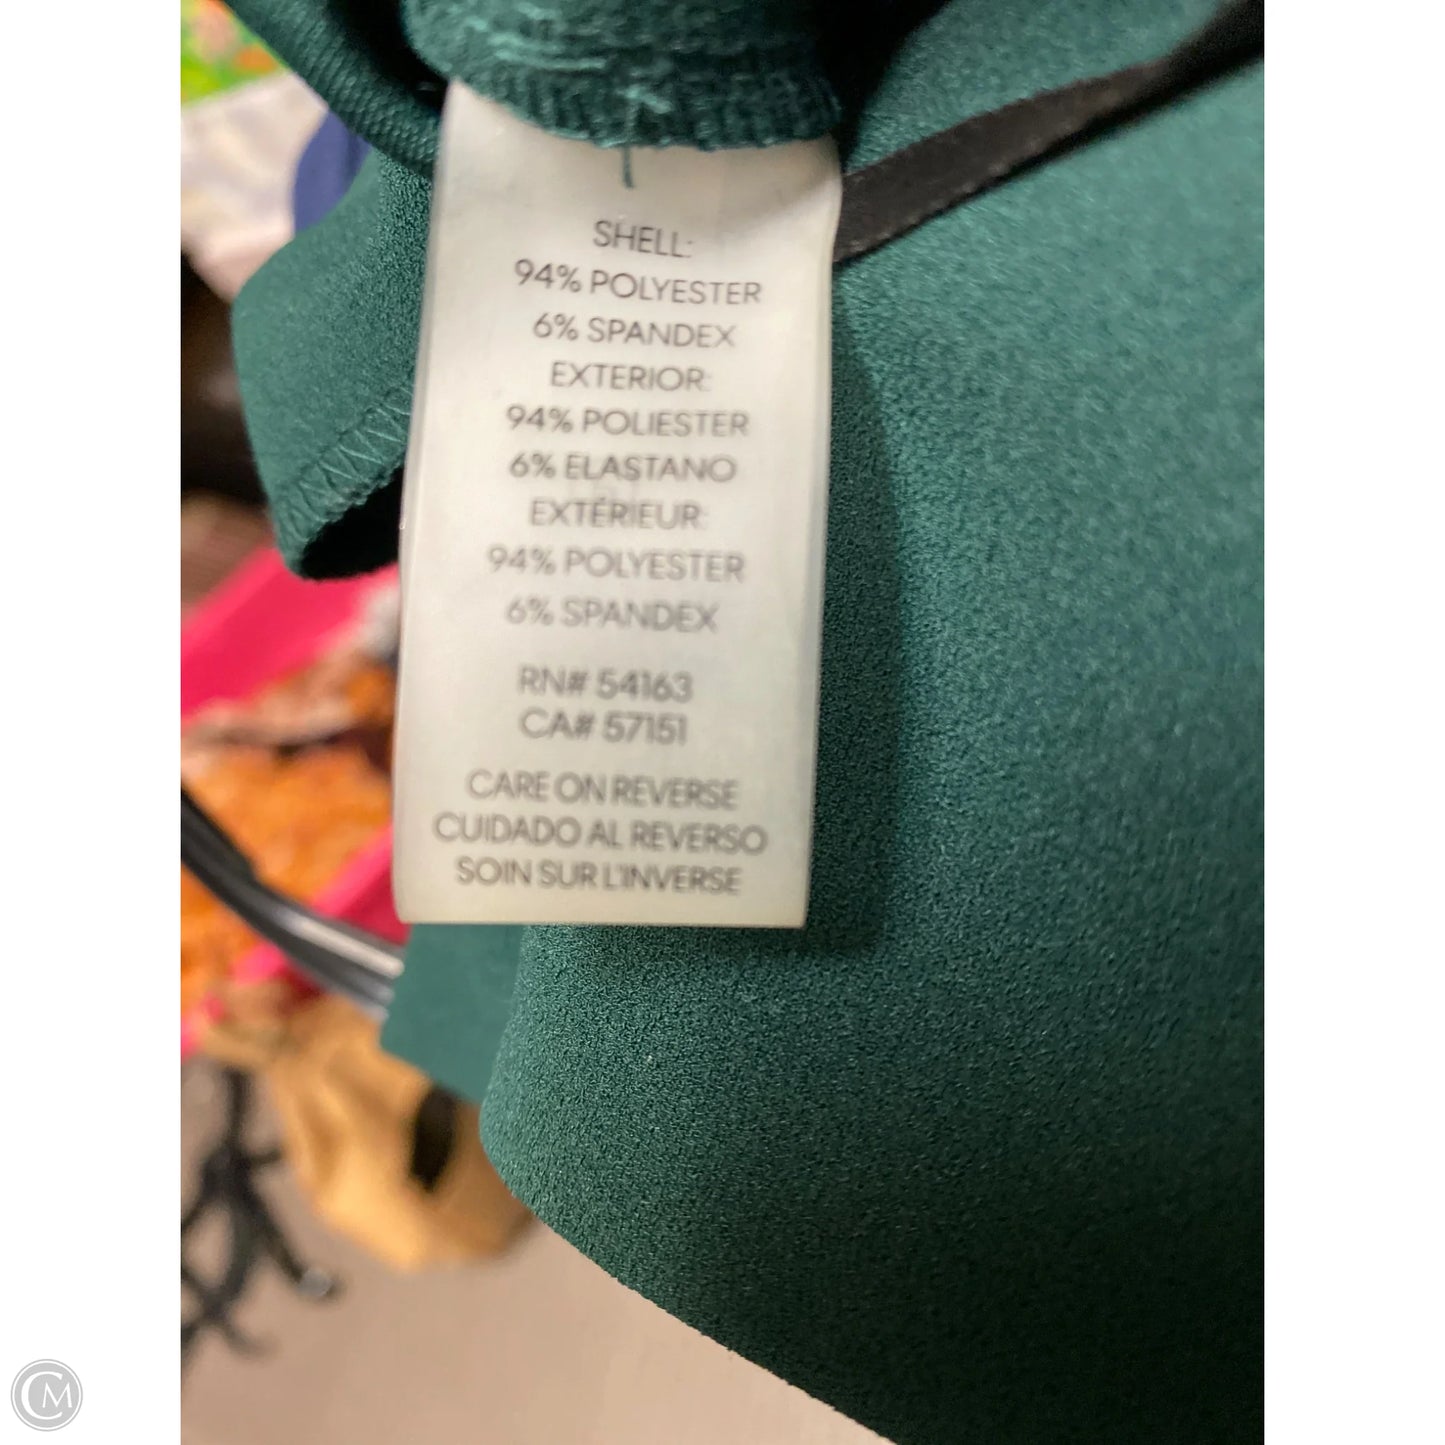 SHELL:
94% POLYESTER
6% SPANDEX
EXTERIOR:
94% POLIESTER
6% ELASTANO
EXTÉRIEUR:
94% POLYESTER
6% SPANDEX
RN# 54163
CA# 57151
CARE ON REVERSE
CUIDADO AL REVERSO
SOIN SUR L'INVERSE
CM